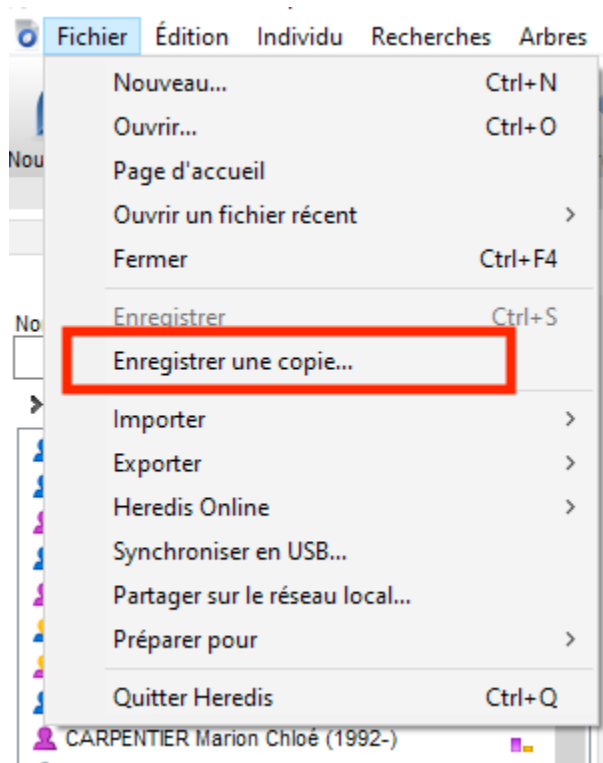 Fichier Édition Individu Recherches Arbres
Nouveau... Ctrl+N
Ouvrir... Ctrl+O
Nou
Page d'accueil
Ouvrir un fichier récent
Fermer Ctrl+F4
Enregistrer Ctrl+S
Enregistrer une copie...
Importer
Exporter
Heredis Online
Synchroniser en USB...
Partager sur le réseau local...
Préparer pour
Quitter Heredis Ctrl+Q
CARPENTIER Marion Chloé (1992-)